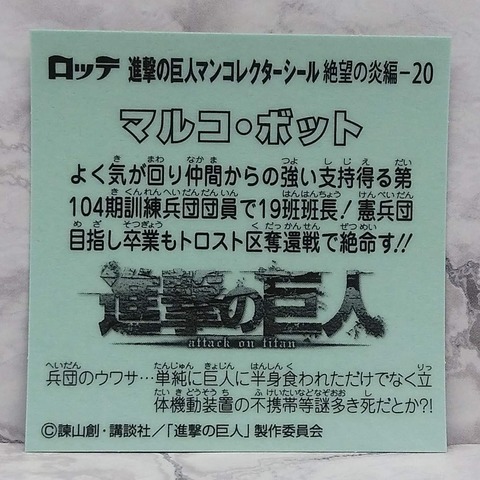 ロッテ 進撃の巨人マンコレクターシール 絶望の炎編-20
マルコ・ボット
よく気が回り仲間からの強い支持得る第
104期訓練兵団団員で19班班長!憲兵団
目指し卒業もトロスト区奪還戦で絶命す!!
進撃の巨人
attack on titan
兵団のウワサ…単純に巨人に半身食われただけでなく立
体機動装置の不携帯等謎多き死だとか?!
©諫山創・講談社/「進撃の巨人」製作委員会